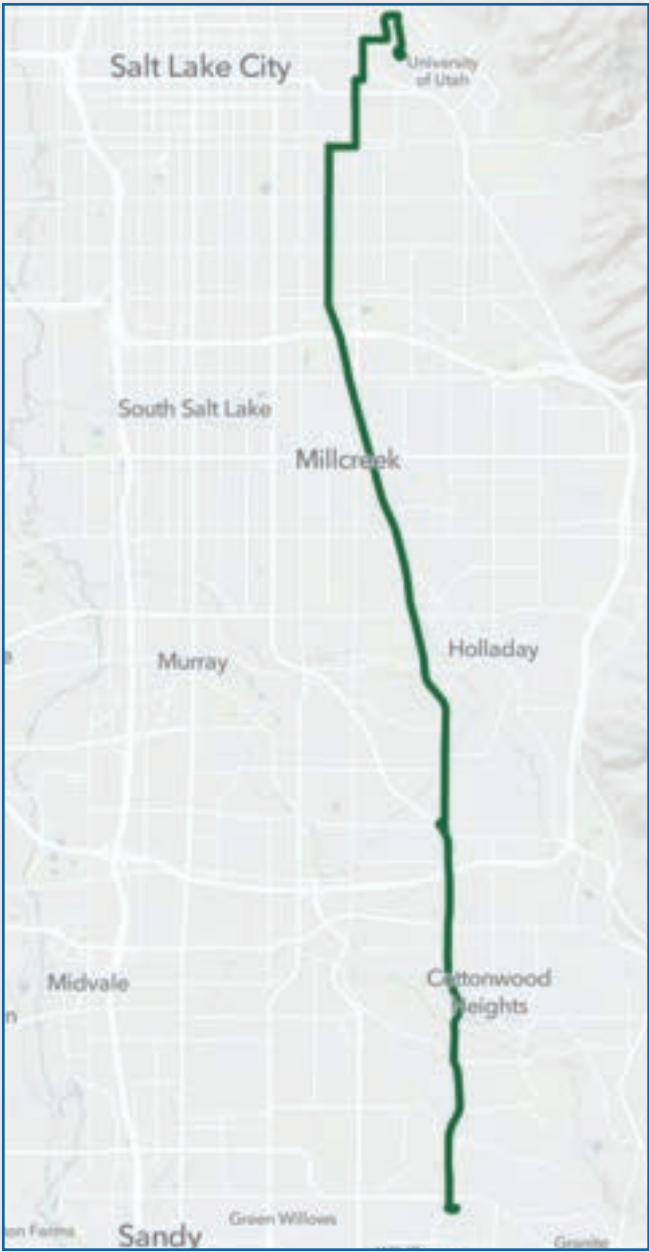 Salt Lake City
University
of Utah
South Salt Lake
Millcreek
Holladay
Murray
Cottonwood
Heights
Midvale
Green Willows
Sandy
Granite